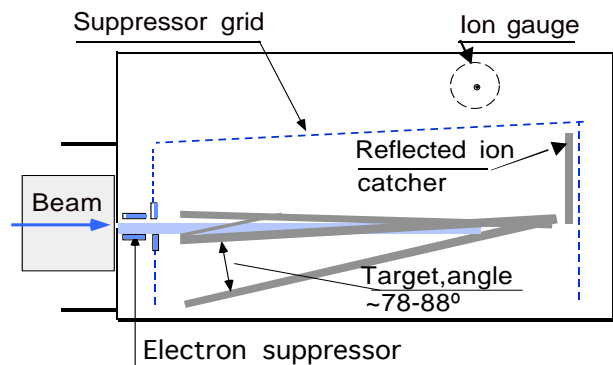 Suppressor grid
Ion gauge
Reflected ion
catcher
Beam
Target,angle
~78-88º
Electron suppressor